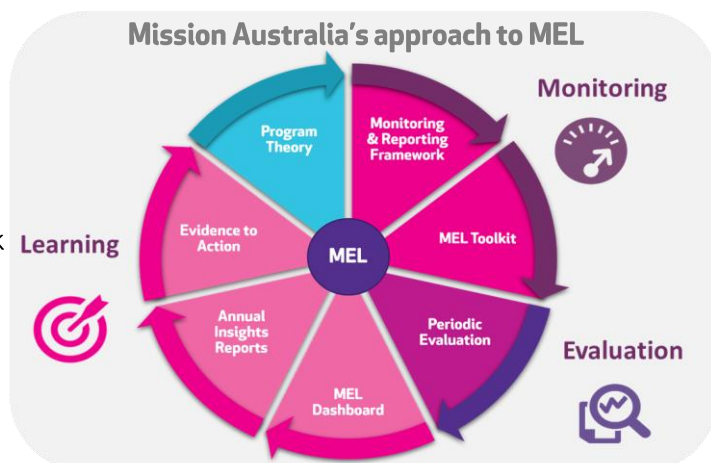 Mission Australia's approach to MEL
Monitoring
Program
Theory
Monitoring
& Reporting
Framework
K
Learning
Evidence to
Action
MEL
MEL Toolkit
Annual
Insights
Reports
Periodic
Evaluation
Evaluation
MEL
Dashboard